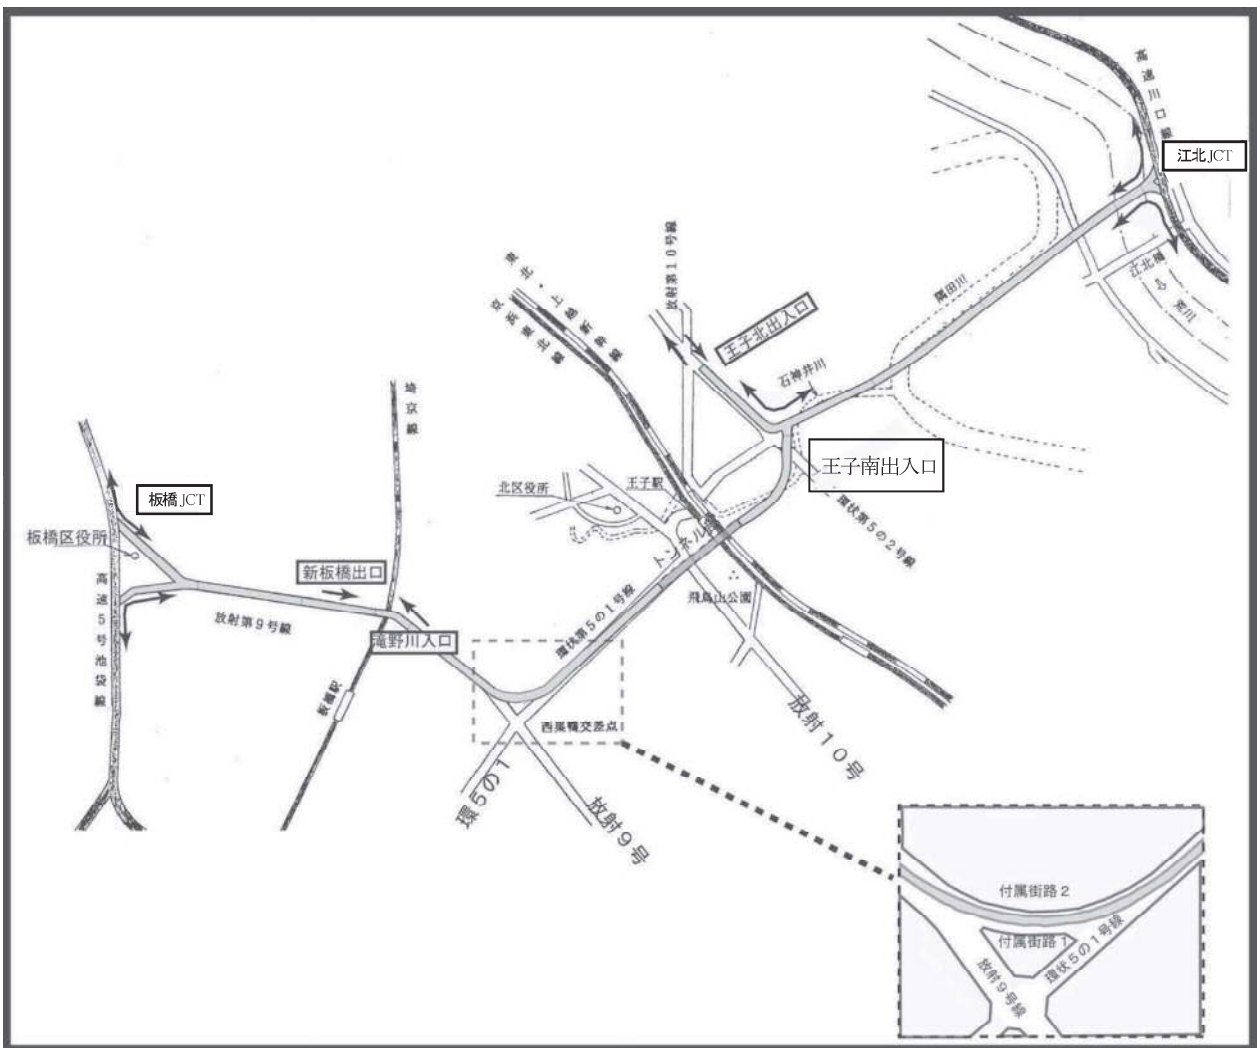 高速川口線
江北JCT
東北・上越新幹線
京浜東北線
放射第10号線
王子北出入口
石神井川
隅田川
江北橋
荒川
埼京線
王子南出入口
環状第5の2号線
北区役所
王子駅
トンネル部
飛鳥山公園
板橋JCT
板橋区役所
高速5号池袋線
新板橋出口
放射第9号線
滝野川入口
環状第5の1号線
板橋駅
西巣鴨交差点
環5の1
放射9号
放射10号
付属街路2
付属街路1
放射9号線
環状5の1号線